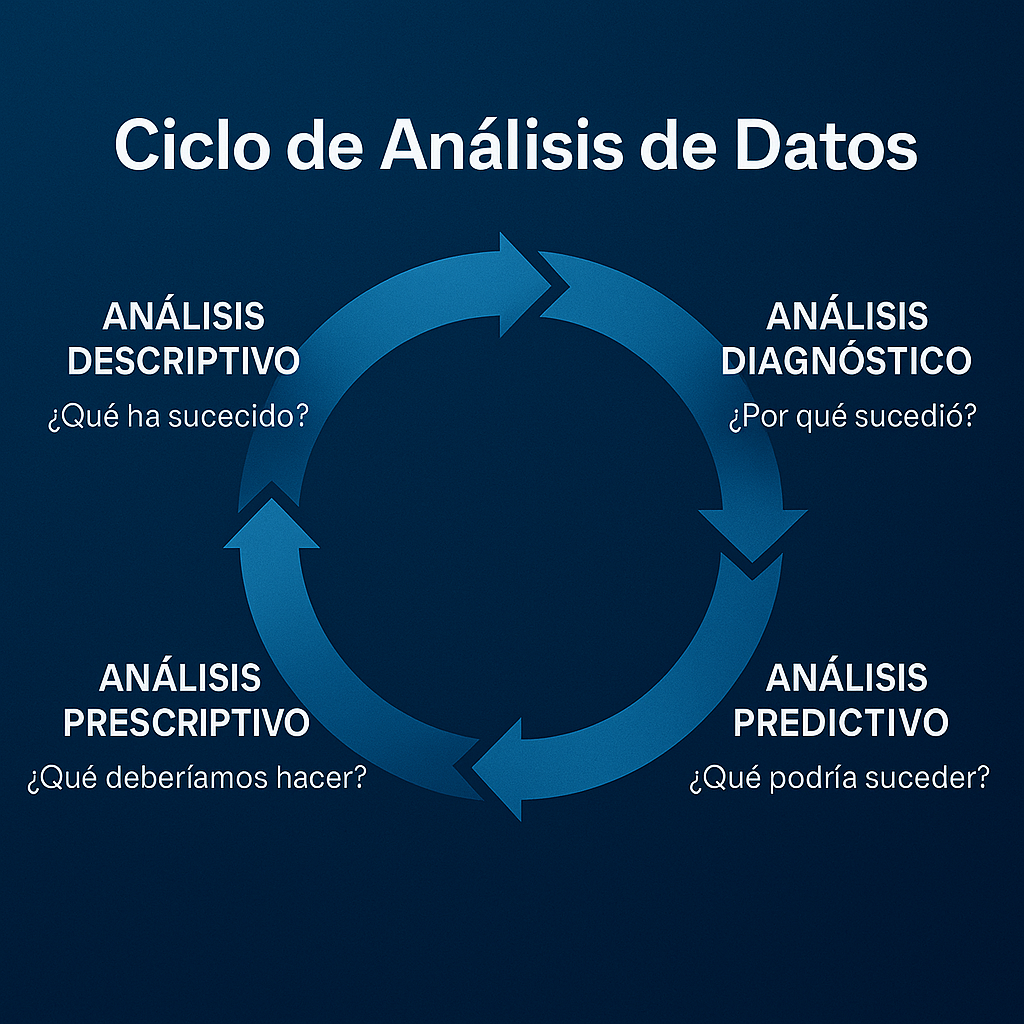 Ciclo de Análisis de Datos
ANÁLISIS
DESCRIPTIVO
¿Qué ha sucecido?
ANÁLISIS
DIAGNÓSTICO
¿Por qué sucedió?
ANÁLISIS
PRESCRIPTIVO
¿Qué deberíamos hacer?
ANÁLISIS
PREDICTIVO
¿Qué podría suceder?